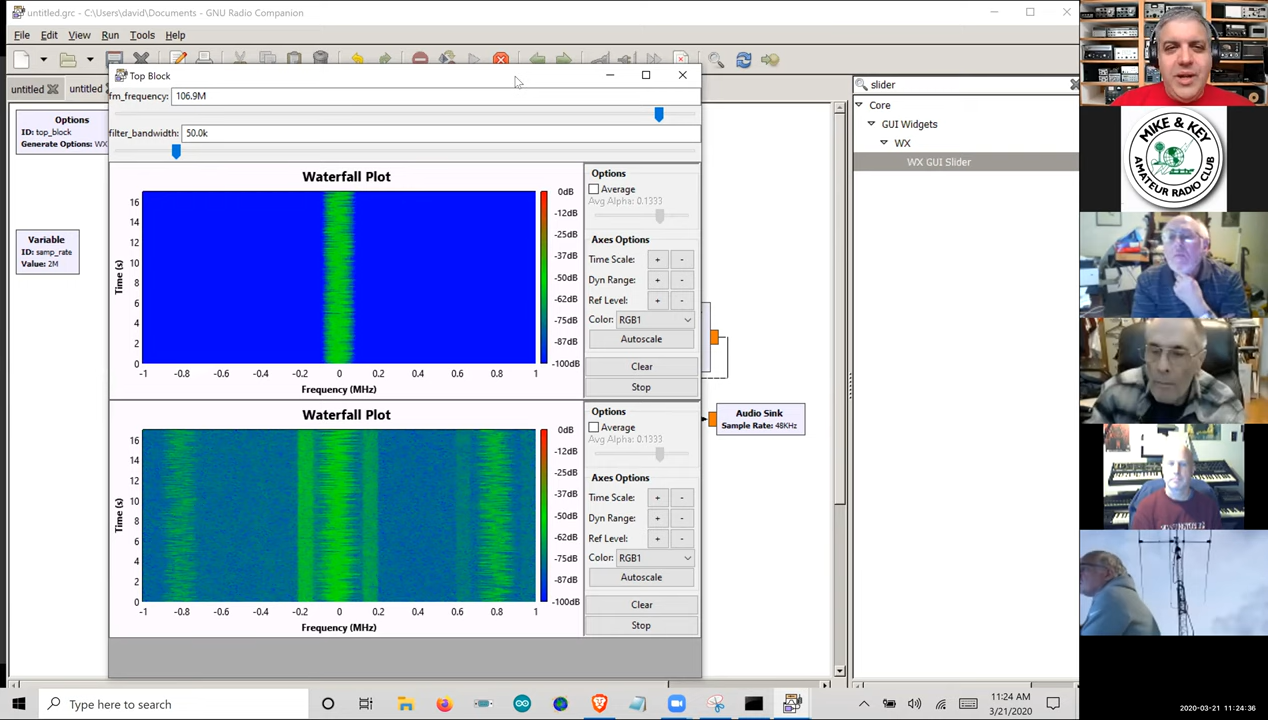 untitled.grc - C:\Users\david\Documents - GNU Radio Companion
File Edit View Run Tools Help
untitled
untitled
slider
Core
GUI Widgets
WX
WX GUI Slider
Options
ID: top_block
Generate Options: WX
Variable
ID: samp_rate
Value: 2M
Audio Sink
Sample Rate: 48KHz
Top Block
fm_frequency: 106.9M
filter_bandwidth: 50.0k
Waterfall Plot
Time (s)
16
14
12
10
8
6
4
2
0
-1 -0.8 -0.6 -0.4 -0.2 0 0.2 0.4 0.6 0.8 1
Frequency (MHz)
0dB
-12dB
-25dB
-37dB
-50dB
-62dB
-75dB
-87dB
-100dB
Options
Average
Avg Alpha: 0.1333
Axes Options
Time Scale: + -
Dyn Range: + -
Ref Level: + -
Color: RGB1
Autoscale
Clear
Stop
Waterfall Plot
Time (s)
16
14
12
10
8
6
4
2
0
-1 -0.8 -0.6 -0.4 -0.2 0 0.2 0.4 0.6 0.8 1
Frequency (MHz)
0dB
-12dB
-25dB
-37dB
-50dB
-62dB
-75dB
-87dB
-100dB
Options
Average
Avg Alpha: 0.1333
Axes Options
Time Scale: + -
Dyn Range: + -
Ref Level: + -
Color: RGB1
Autoscale
Clear
Stop
MIKE & KEY
AMATEUR RADIO CLUB
Type here to search
11:24 AM
3/21/2020
2020-03-21 11:24:36